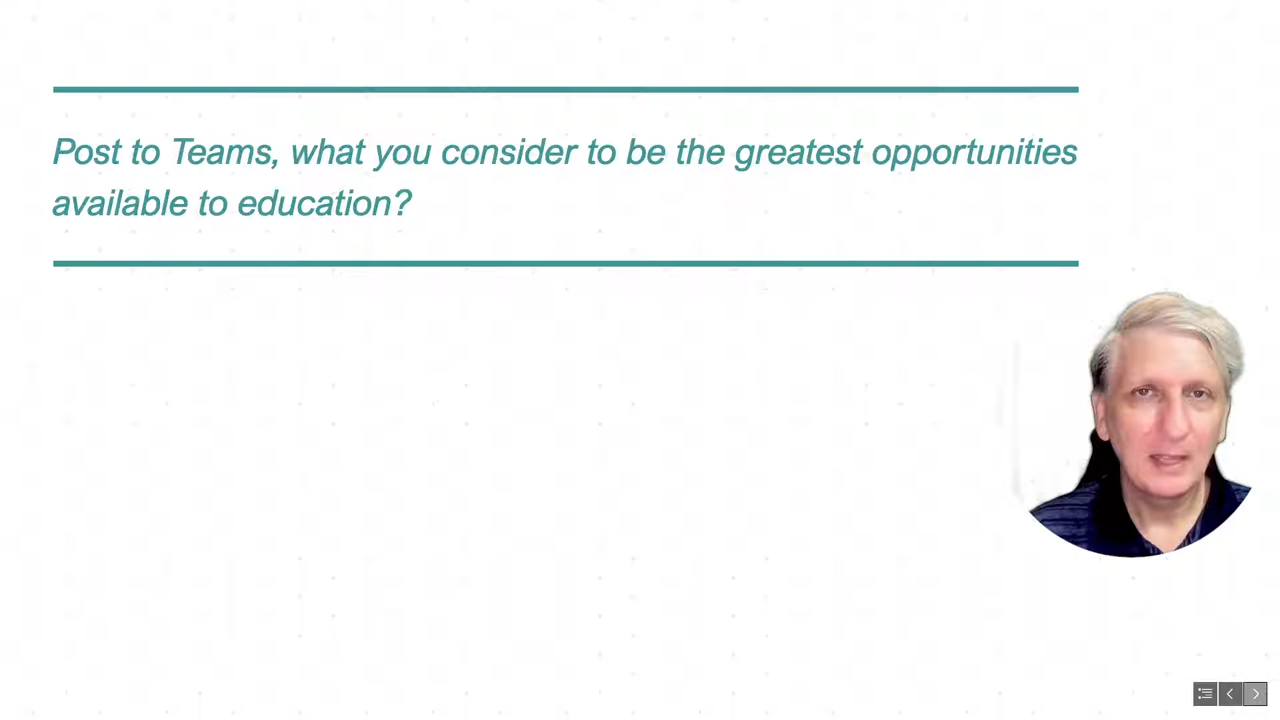 Post to Teams, what you consider to be the greatest opportunities
available to education?